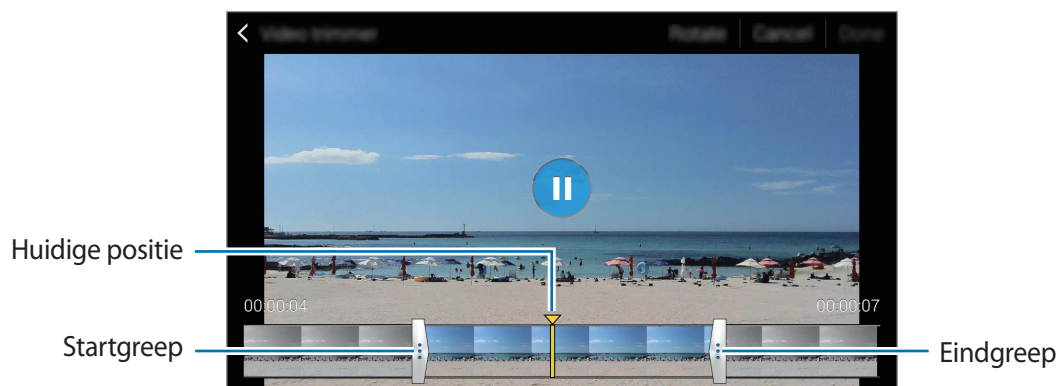 Video trimmer Rotate Cancel Done
Huidige positie
00:00:04 00:00:07
Startgreep
Eindgreep